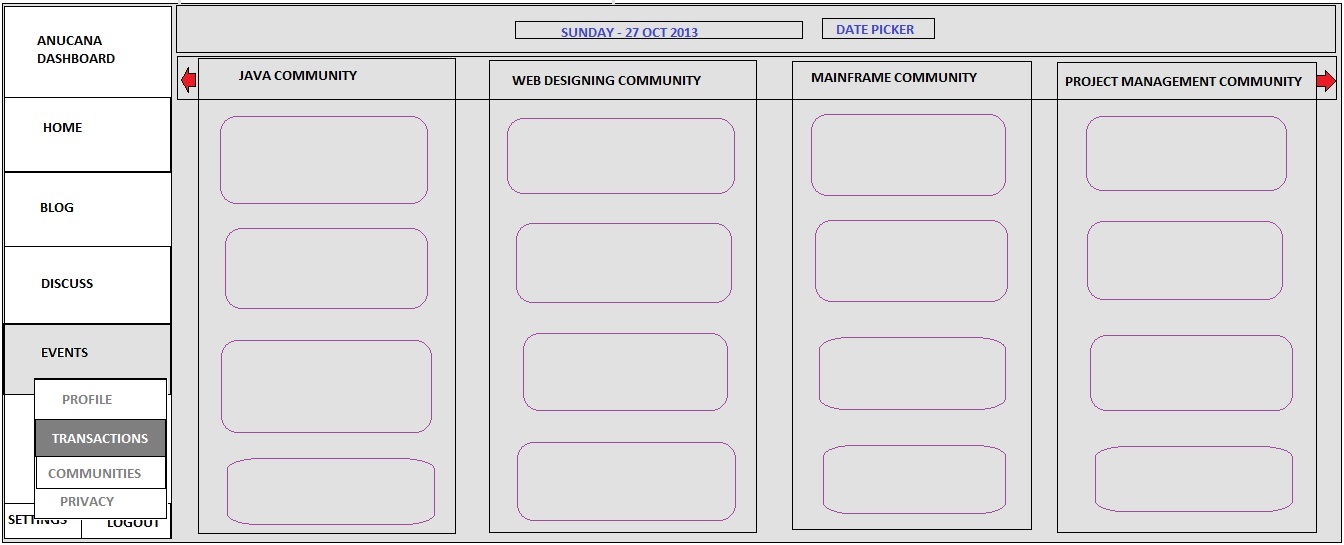 ANUCANA
DASHBOARD
HOME
BLOG
DISCUSS
EVENTS
PROFILE
TRANSACTIONS
COMMUNITIES
PRIVACY
SETTINGS
LOGOUT
SUNDAY - 27 OCT 2013
DATE PICKER
JAVA COMMUNITY
WEB DESIGNING COMMUNITY
MAINFRAME COMMUNITY
PROJECT MANAGEMENT COMMUNITY